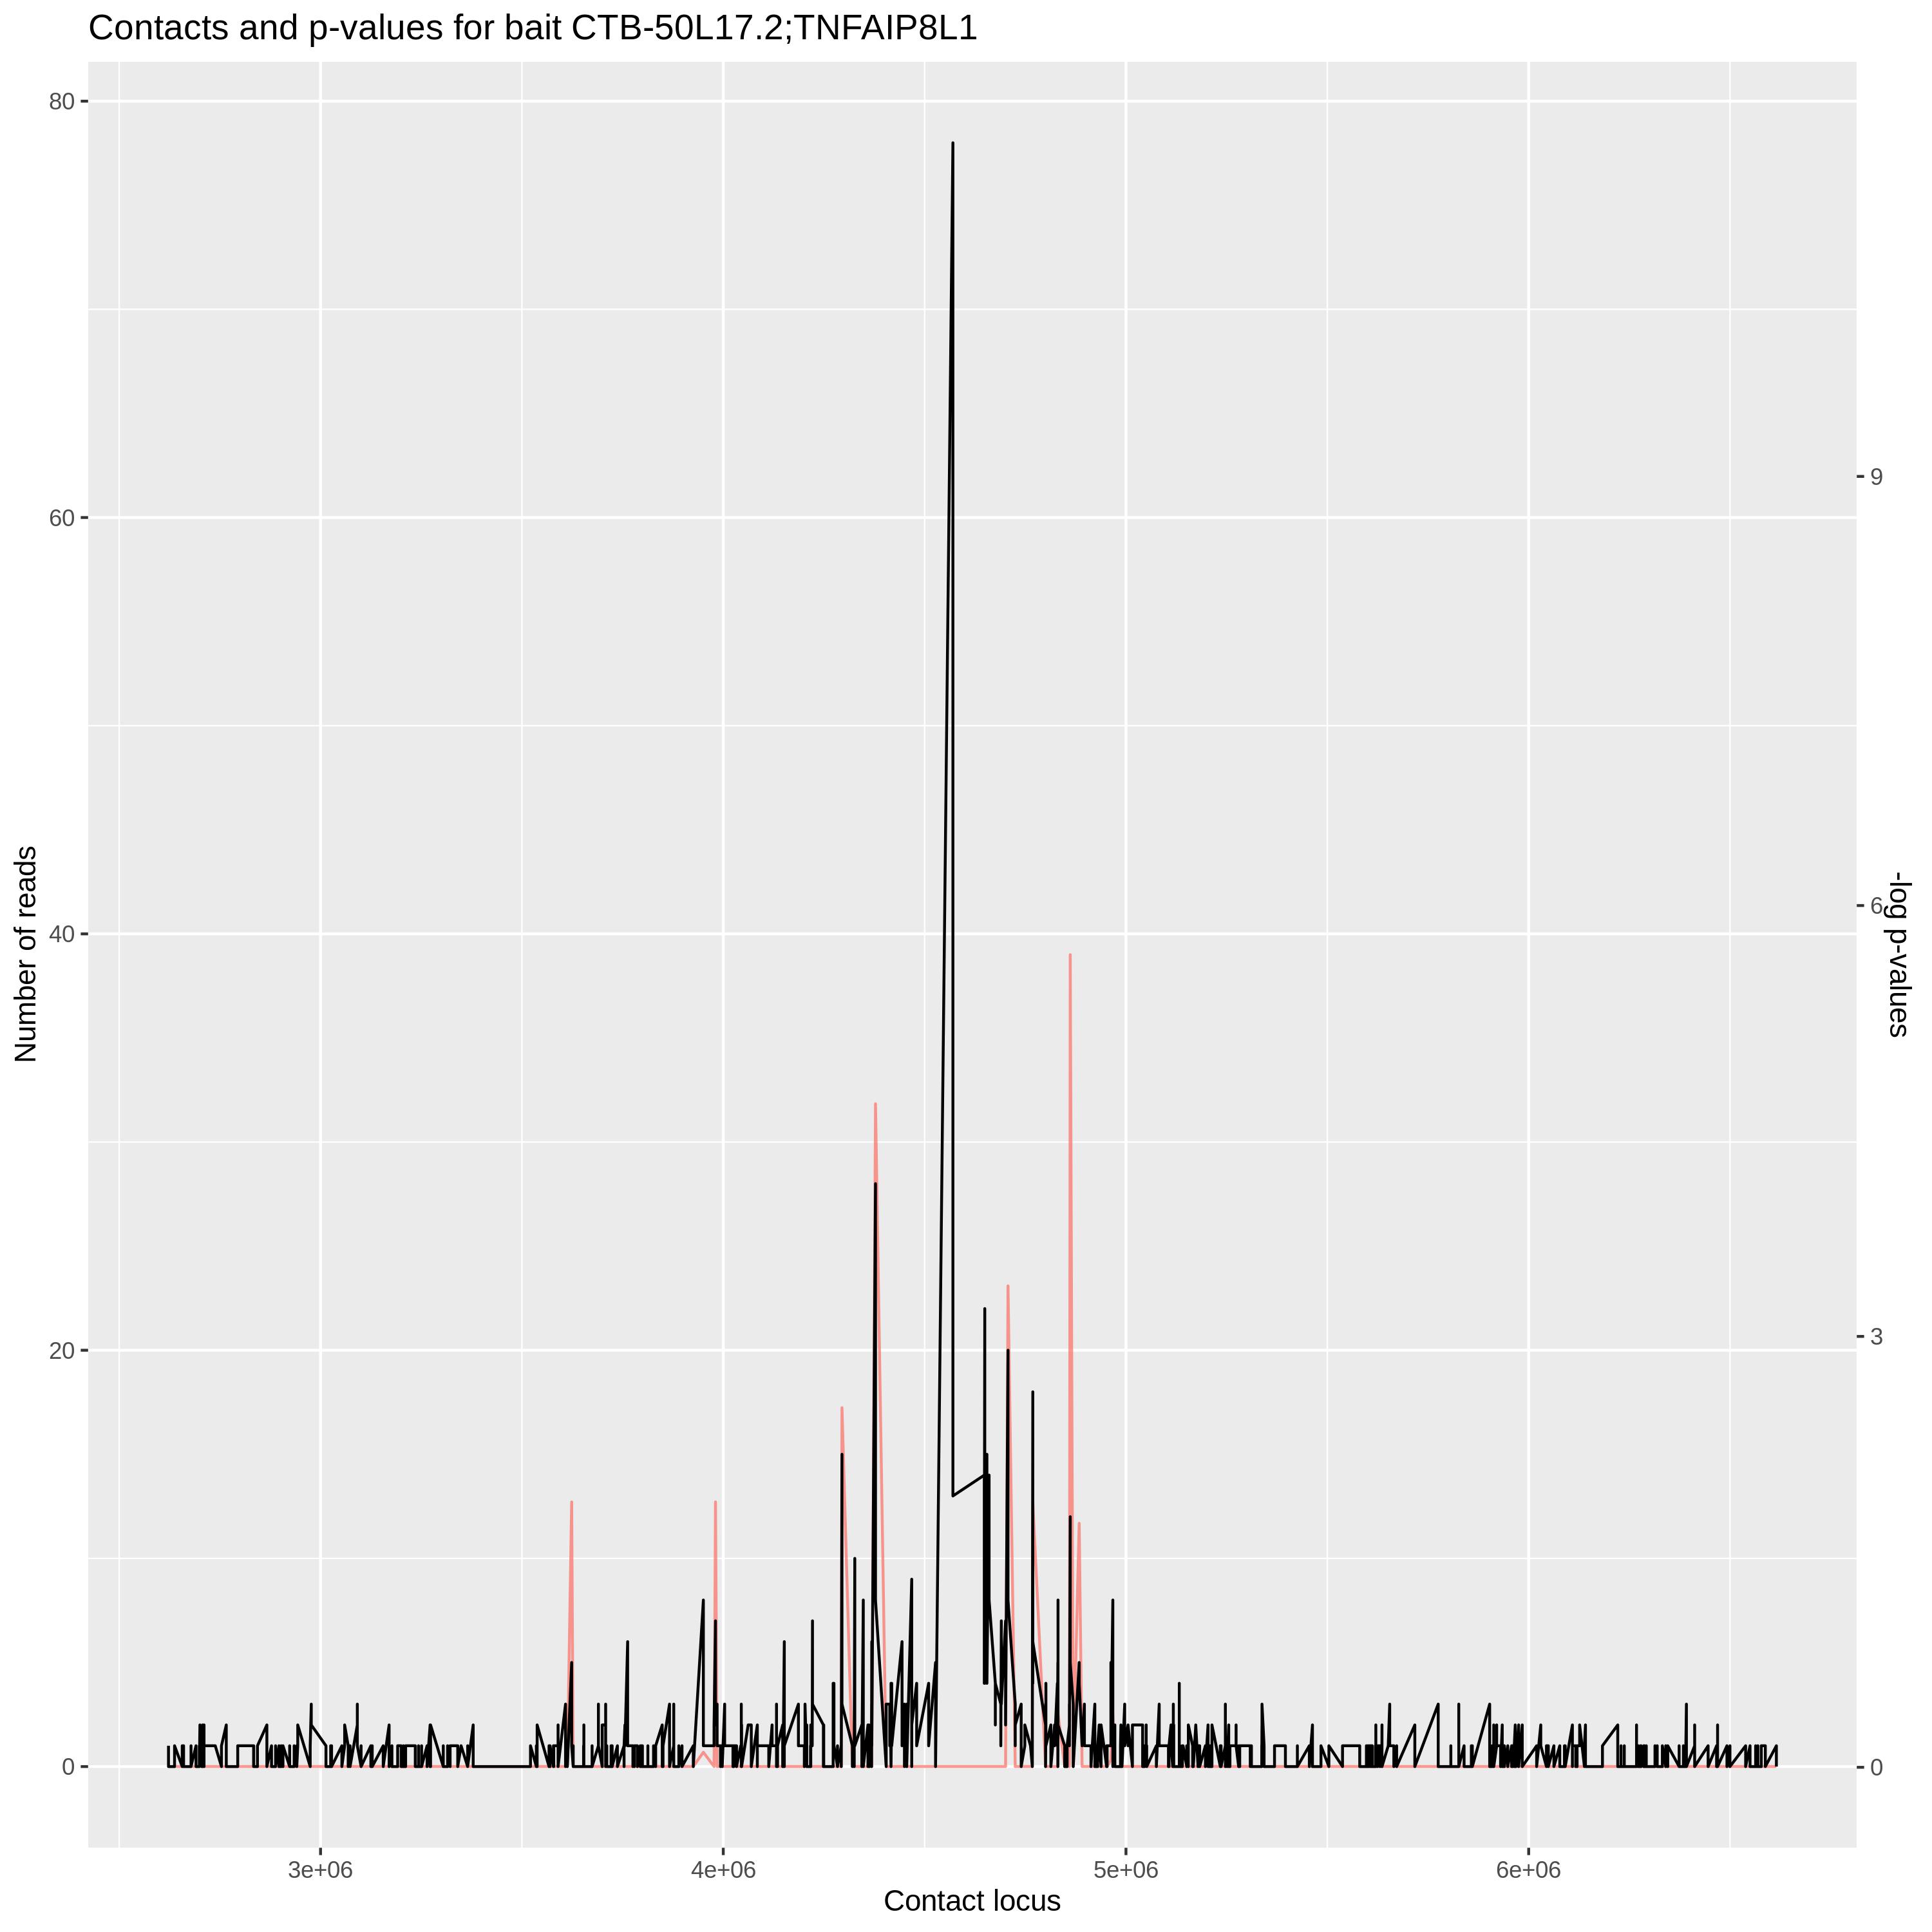 Contacts and p-values for bait CTB-50L17.2;TNFAIP8L1
80
60
40
20
0
Number of reads
9
6
3
0
-log p-values
3e+06
4e+06
5e+06
6e+06
Contact locus